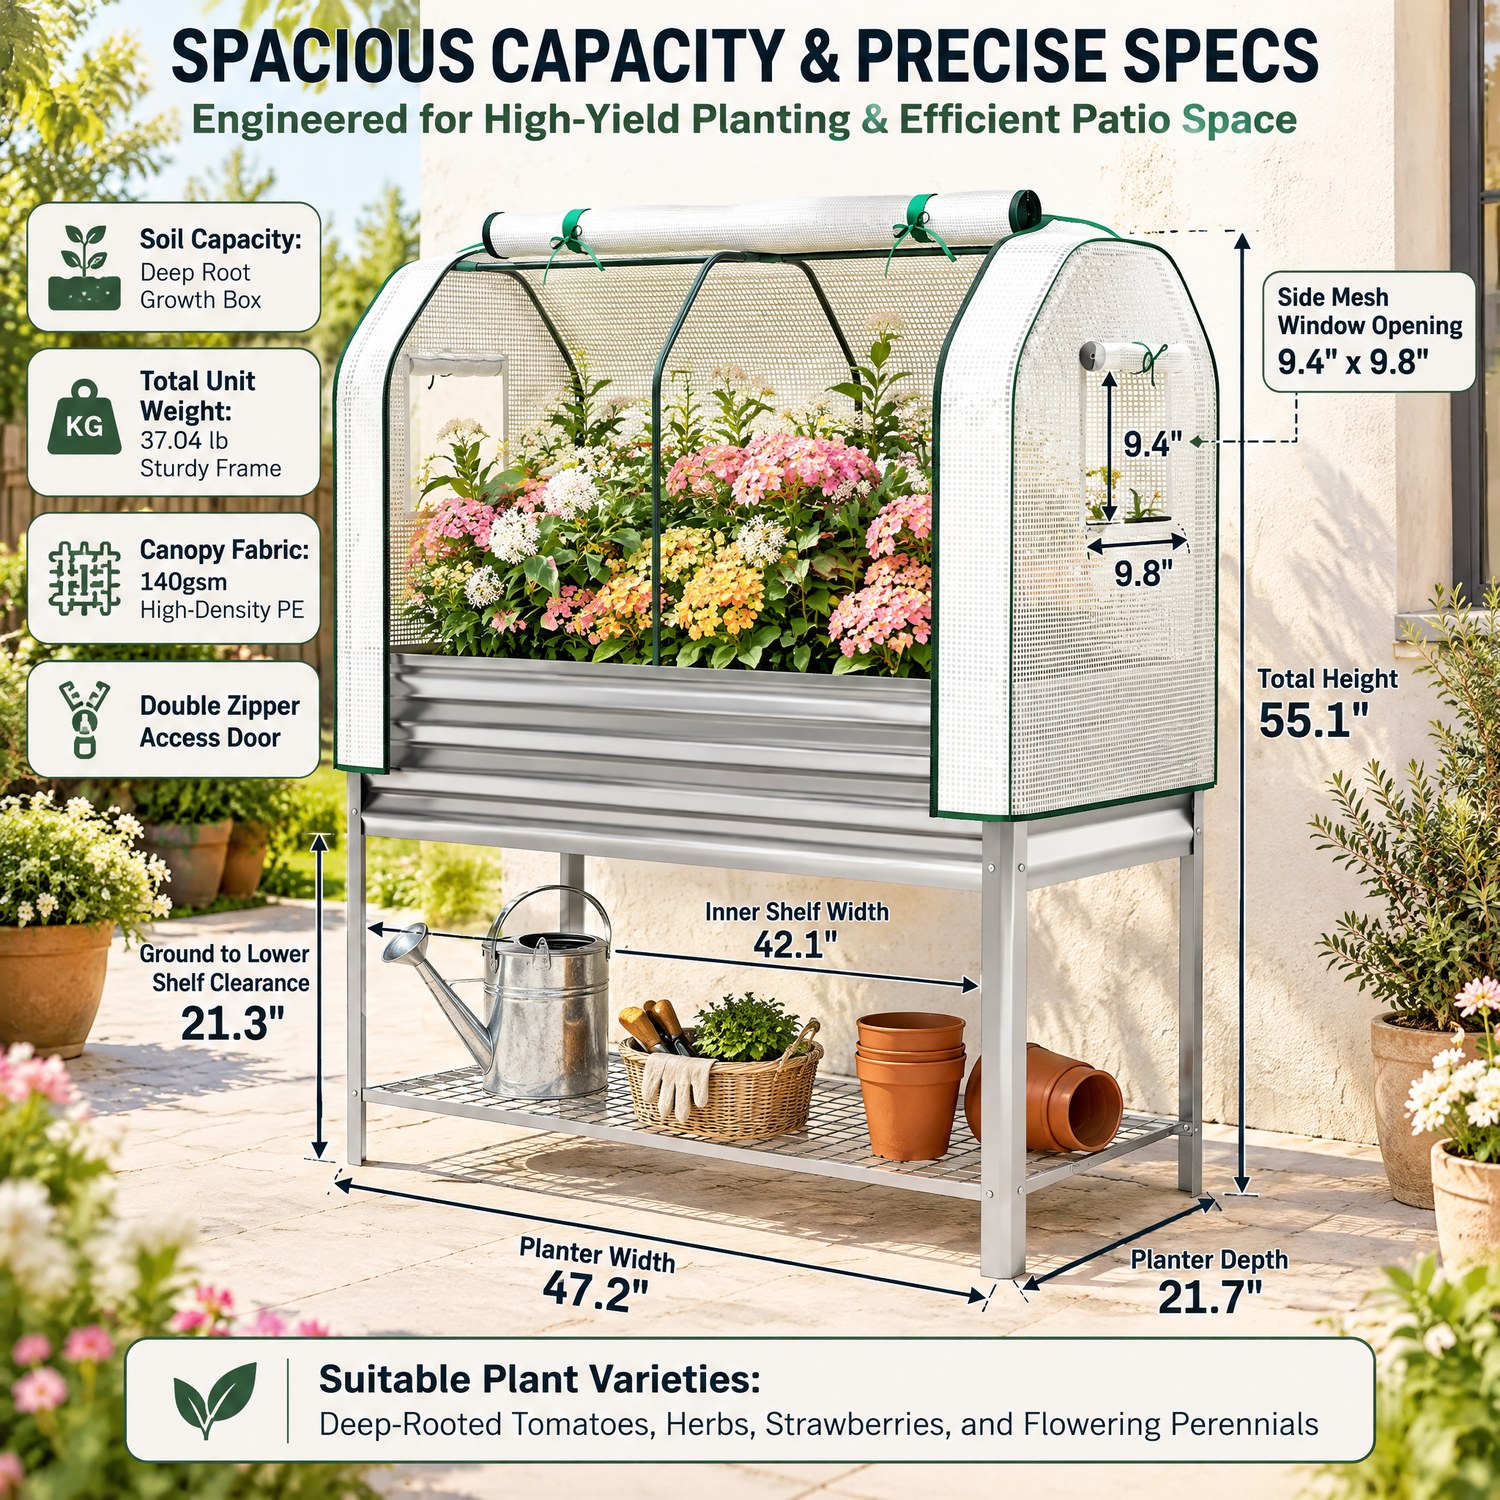 SPACIOUS CAPACITY & PRECISE SPECS
Engineered for High-Yield Planting & Efficient Patio Space
Soil Capacity:
Deep Root
Growth Box
KG
Total Unit
Weight:
37.04 lb
Sturdy Frame
Canopy Fabric:
140gsm
High-Density PE
Double Zipper
Access Door
Side Mesh
Window Opening
9.4" x 9.8"
9.4"
9.8"
Total Height
55.1"
Inner Shelf Width
42.1"
Ground to Lower
Shelf Clearance
21.3"
Planter Width
47.2"
Planter Depth
21.7"
Suitable Plant Varieties:
Deep-Rooted Tomatoes, Herbs, Strawberries, and Flowering Perennials